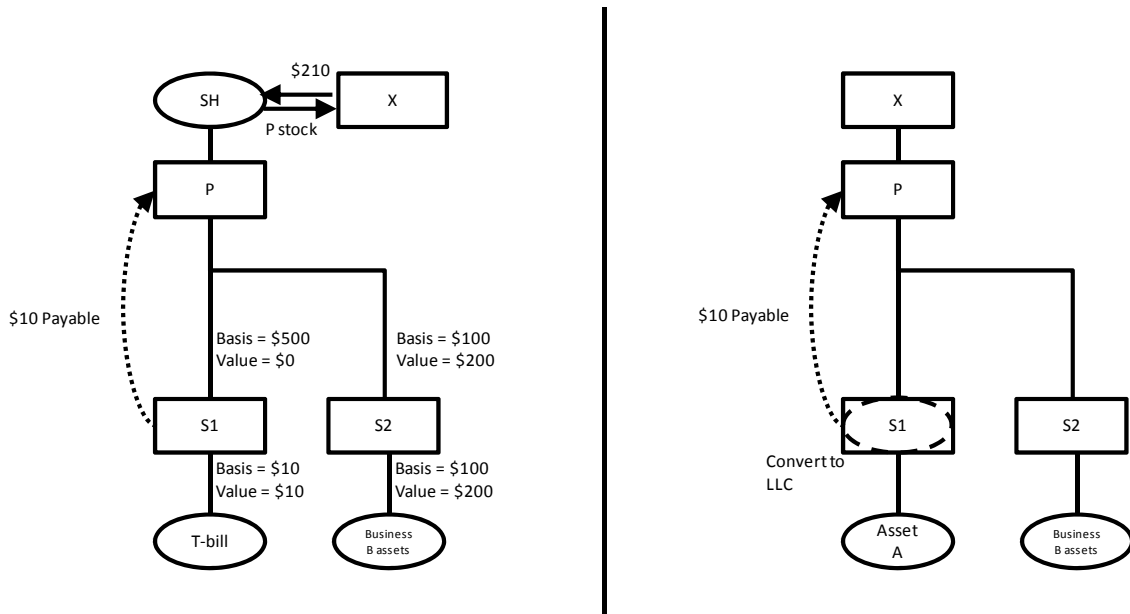 $210
SH
X
P stock
P
$10 Payable
Basis = $500
Value = $0
Basis = $100
Value = $200
S1
S2
Basis = $10
Value = $10
Basis = $100
Value = $200
T-bill
Business
B assets
X
P
$10 Payable
S1
S2
Convert to
LLC
Asset
A
Business
B assets